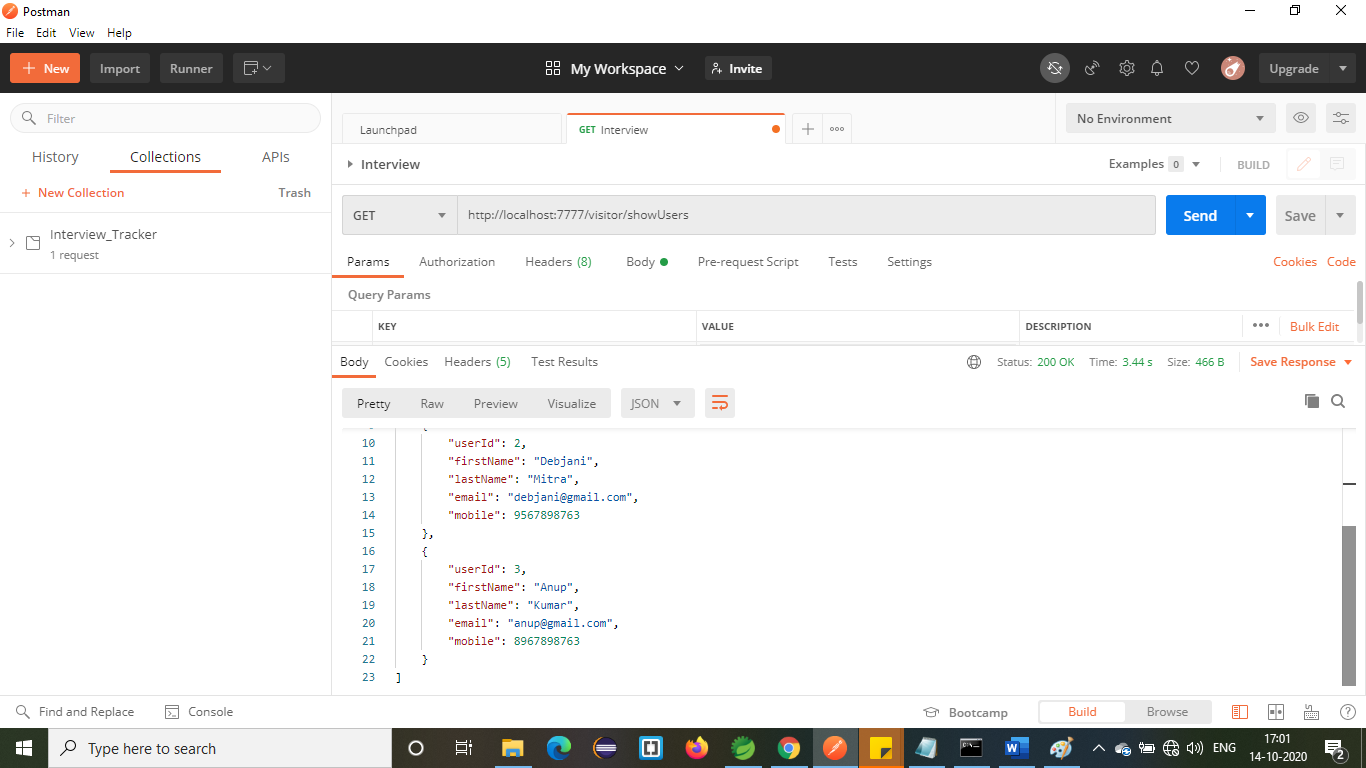 Postman
File Edit View Help
New Import Runner My Workspace Invite Upgrade
Filter
History Collections APIs
+ New Collection Trash
Interview_Tracker
1 request
Launchpad GET Interview No Environment
Interview Examples 0 BUILD
GET http://localhost:7777/visitor/showUsers Send Save
Params Authorization Headers (8) Body Pre-request Script Tests Settings Cookies Code
Query Params
KEY VALUE DESCRIPTION Bulk Edit
Body Cookies Headers (5) Test Results Status: 200 OK Time: 3.44 s Size: 466 B Save Response
Pretty Raw Preview Visualize JSON
10 "userId": 2,
11 "firstName": "Debjani",
12 "lastName": "Mitra",
13 "email": "debjani@gmail.com",
14 "mobile": 9567898763
15 },
16 {
17 "userId": 3,
18 "firstName": "Anup",
19 "lastName": "Kumar",
20 "email": "anup@gmail.com",
21 "mobile": 8967898763
22 }
23 ]
Find and Replace Console Bootcamp Build Browse
Type here to search ENG 17:01
14-10-2020 2